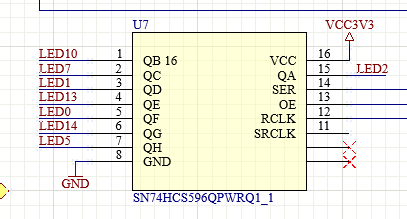 U7
VCC3V3
LED10 1 QB 16 VCC 16
LED7 2 QC QA 15 LED2
LED1 3 QD SER 14
LED13 4 QE OE 13
LED0 5 QF RCLK 12
LED14 6 QG SRCLK 11
LED5 7 QH QH
8 GND GND
GND
SN74HCS596QPWRQ1_1